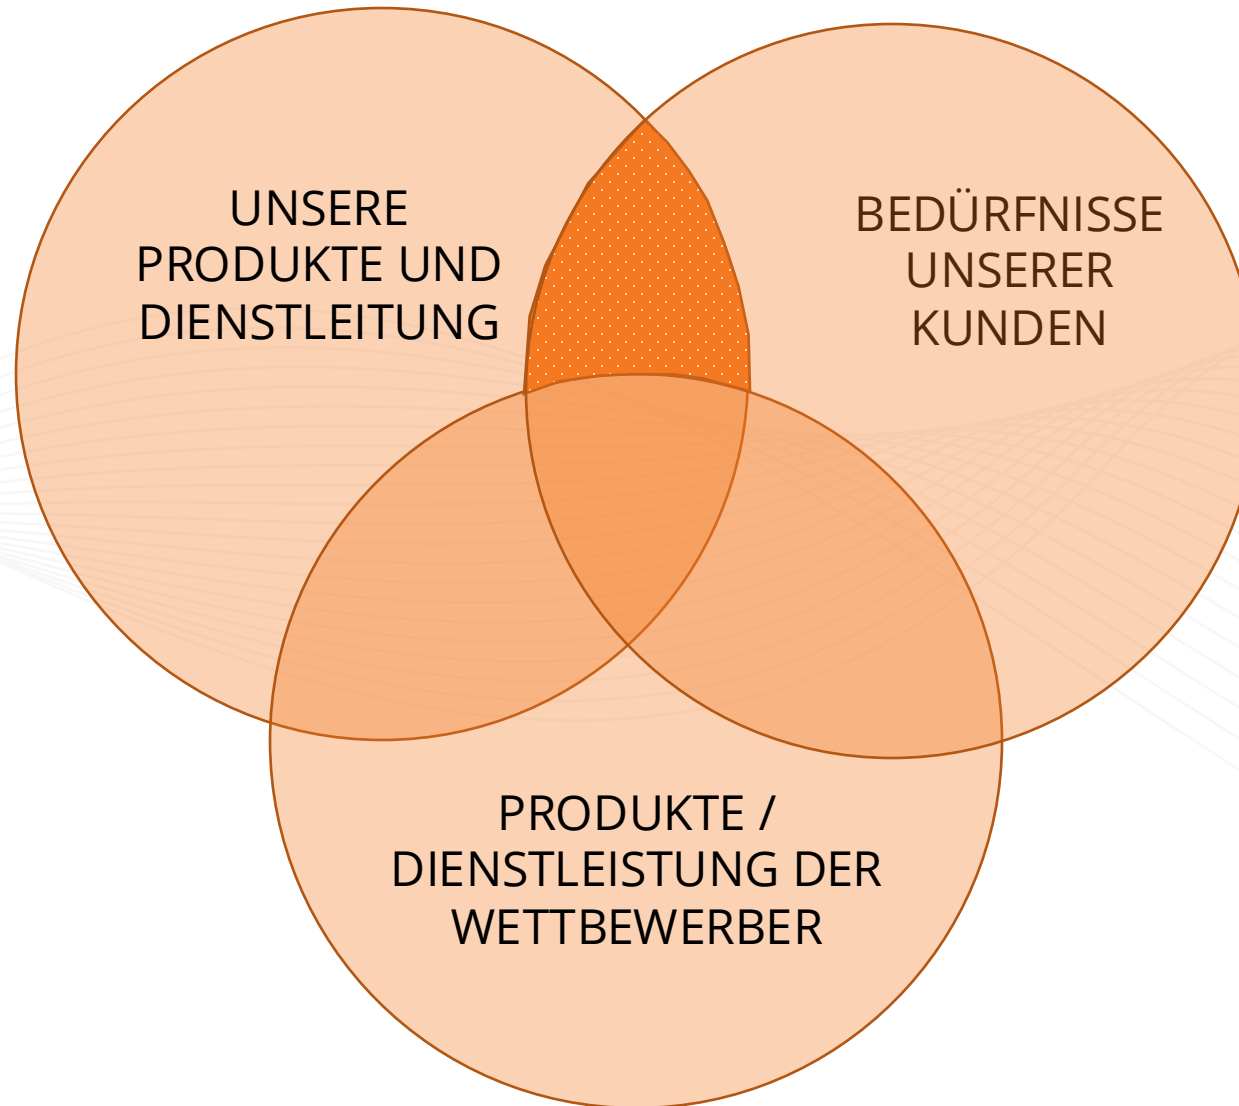 UNSERE
PRODUKTE UND
DIENSTLEITUNG
BEDÜRFNISSE
UNSERER
KUNDEN
PRODUKTE /
DIENSTLEISTUNG DER
WETTBEWERBER